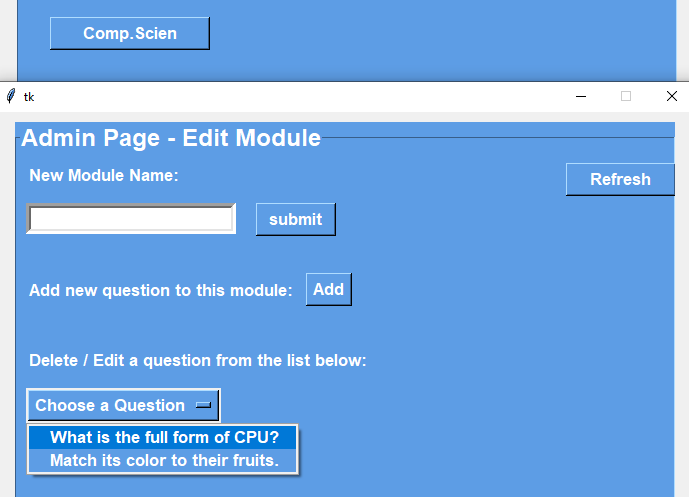 Comp.Scien
tk
Admin Page - Edit Module
New Module Name:
Refresh
submit
Add new question to this module: Add
Delete / Edit a question from the list below:
Choose a Question
What is the full form of CPU?
Match its color to their fruits.